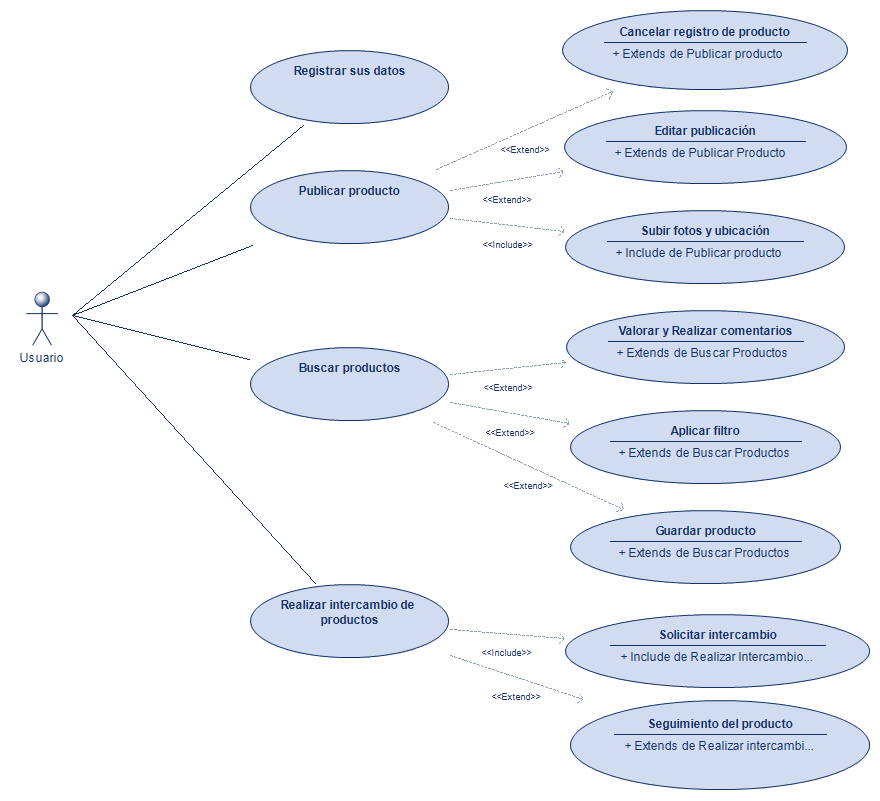 Cancelar registro de producto
+ Extends de Publicar producto
Registrar sus datos
Editar publicación
<<Extend>>
+ Extends de Publicar Producto
Publicar producto
<<Extend>>
Subir fotos y ubicación
<<Include>>
+ Include de Publicar producto
Usuario
Valorar y Realizar comentarios
+ Extends de Buscar Productos
Buscar productos
<<Extend>>
Aplicar filtro
<<Extend>>
+ Extends de Buscar Productos
<<Extend>>
Guardar producto
+ Extends de Buscar Productos
Realizar intercambio de
productos
Solicitar intercambio
<<Include>>
+ Include de Realizar Intercambio...
<<Extend>>
Seguimiento del producto
+ Extends de Realizar intercambi...